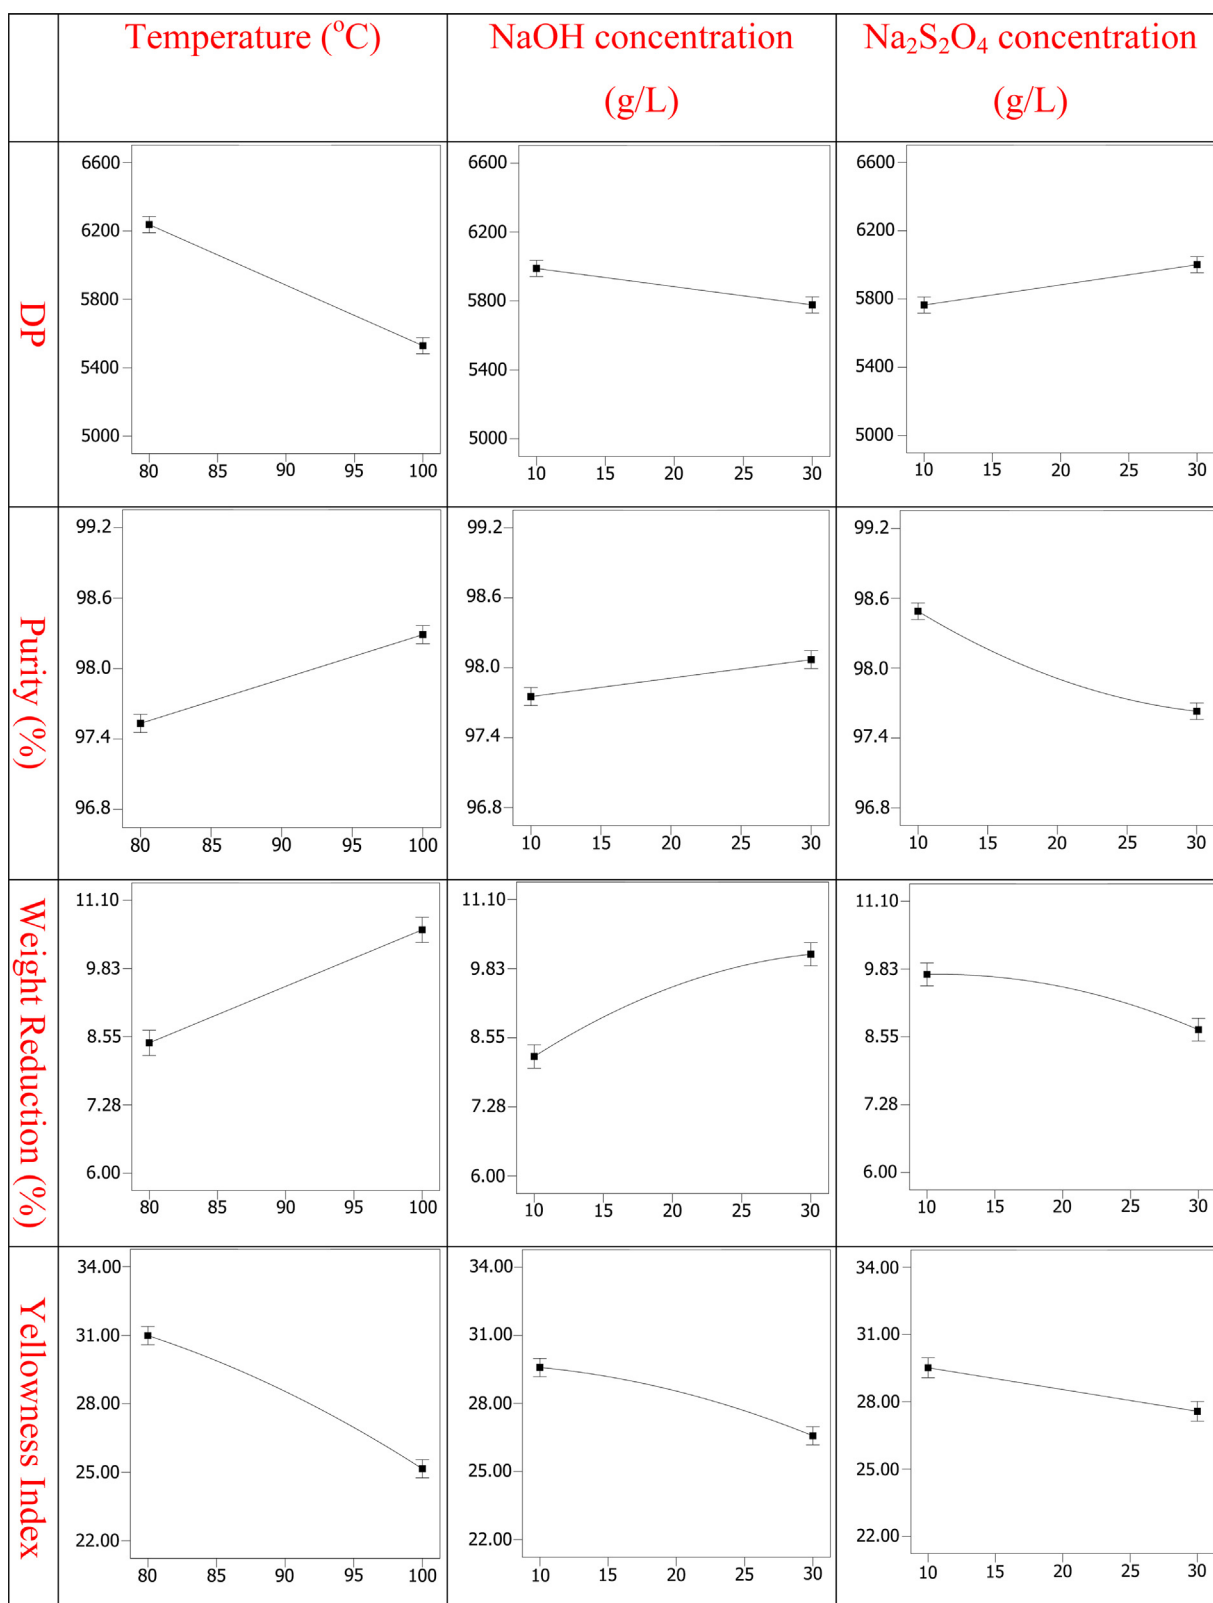 Temperature (°C)
NaOH concentration
(g/L)
Na₂S₂O₄ concentration
(g/L)
DP
6600
6200
5800
5400
5000
80 85 90 95 100
6600
6200
5800
5400
5000
10 15 20 25 30
6600
6200
5800
5400
5000
10 15 20 25 30
Purity (%)
99.2
98.6
98.0
97.4
96.8
80 85 90 95 100
99.2
98.6
98.0
97.4
96.8
10 15 20 25 30
99.2
98.6
98.0
97.4
96.8
10 15 20 25 30
Weight Reduction (%)
11.10
9.83
8.55
7.28
6.00
80 85 90 95 100
11.10
9.83
8.55
7.28
6.00
10 15 20 25 30
11.10
9.83
8.55
7.28
6.00
10 15 20 25 30
Yellowness Index
34.00
31.00
28.00
25.00
22.00
80 85 90 95 100
34.00
31.00
28.00
25.00
22.00
10 15 20 25 30
34.00
31.00
28.00
25.00
22.00
10 15 20 25 30